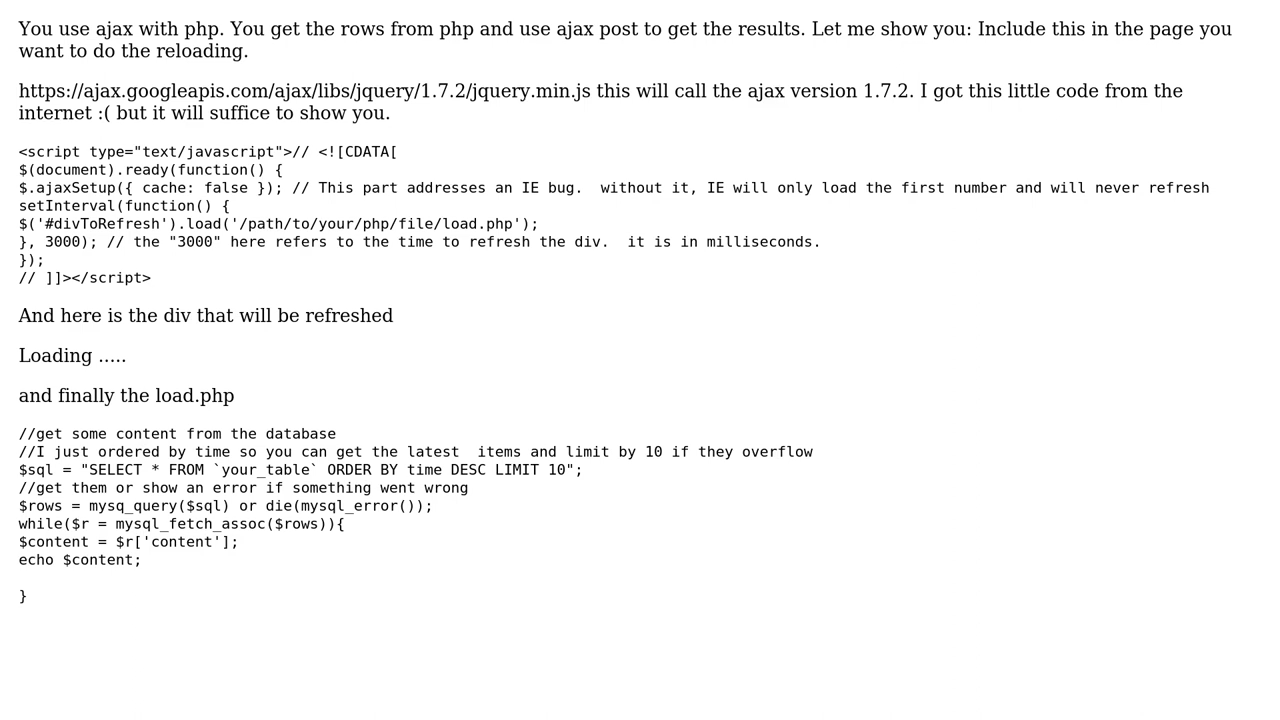 You use ajax with php. You get the rows from php and use ajax post to get the results. Let me show you: Include this in the page you
want to do the reloading.
https://ajax.googleapis.com/ajax/libs/jquery/1.7.2/jquery.min.js this will call the ajax version 1.7.2. I got this little code from the
internet :( but it will suffice to show you.
<script type="text/javascript">// <![CDATA[
$(document).ready(function() {
$.ajaxSetup({ cache: false }); // This part addresses an IE bug.  without it, IE will only load the first number and will never refresh
setInterval(function() {
$('#divToRefresh').load('/path/to/your/php/file/load.php');
}, 3000); // the "3000" here refers to the time to refresh the div.  it is in milliseconds.
});
// ]]></script>
And here is the div that will be refreshed
Loading .....
and finally the load.php
//get some content from the database
//I just ordered by time so you can get the latest  items and limit by 10 if they overflow
$sql = "SELECT * FROM `your_table` ORDER BY time DESC LIMIT 10";
//get them or show an error if something went wrong
$rows = mysq_query($sql) or die(mysql_error());
while($r = mysql_fetch_assoc($rows)){
$content = $r['content'];
echo $content;
}